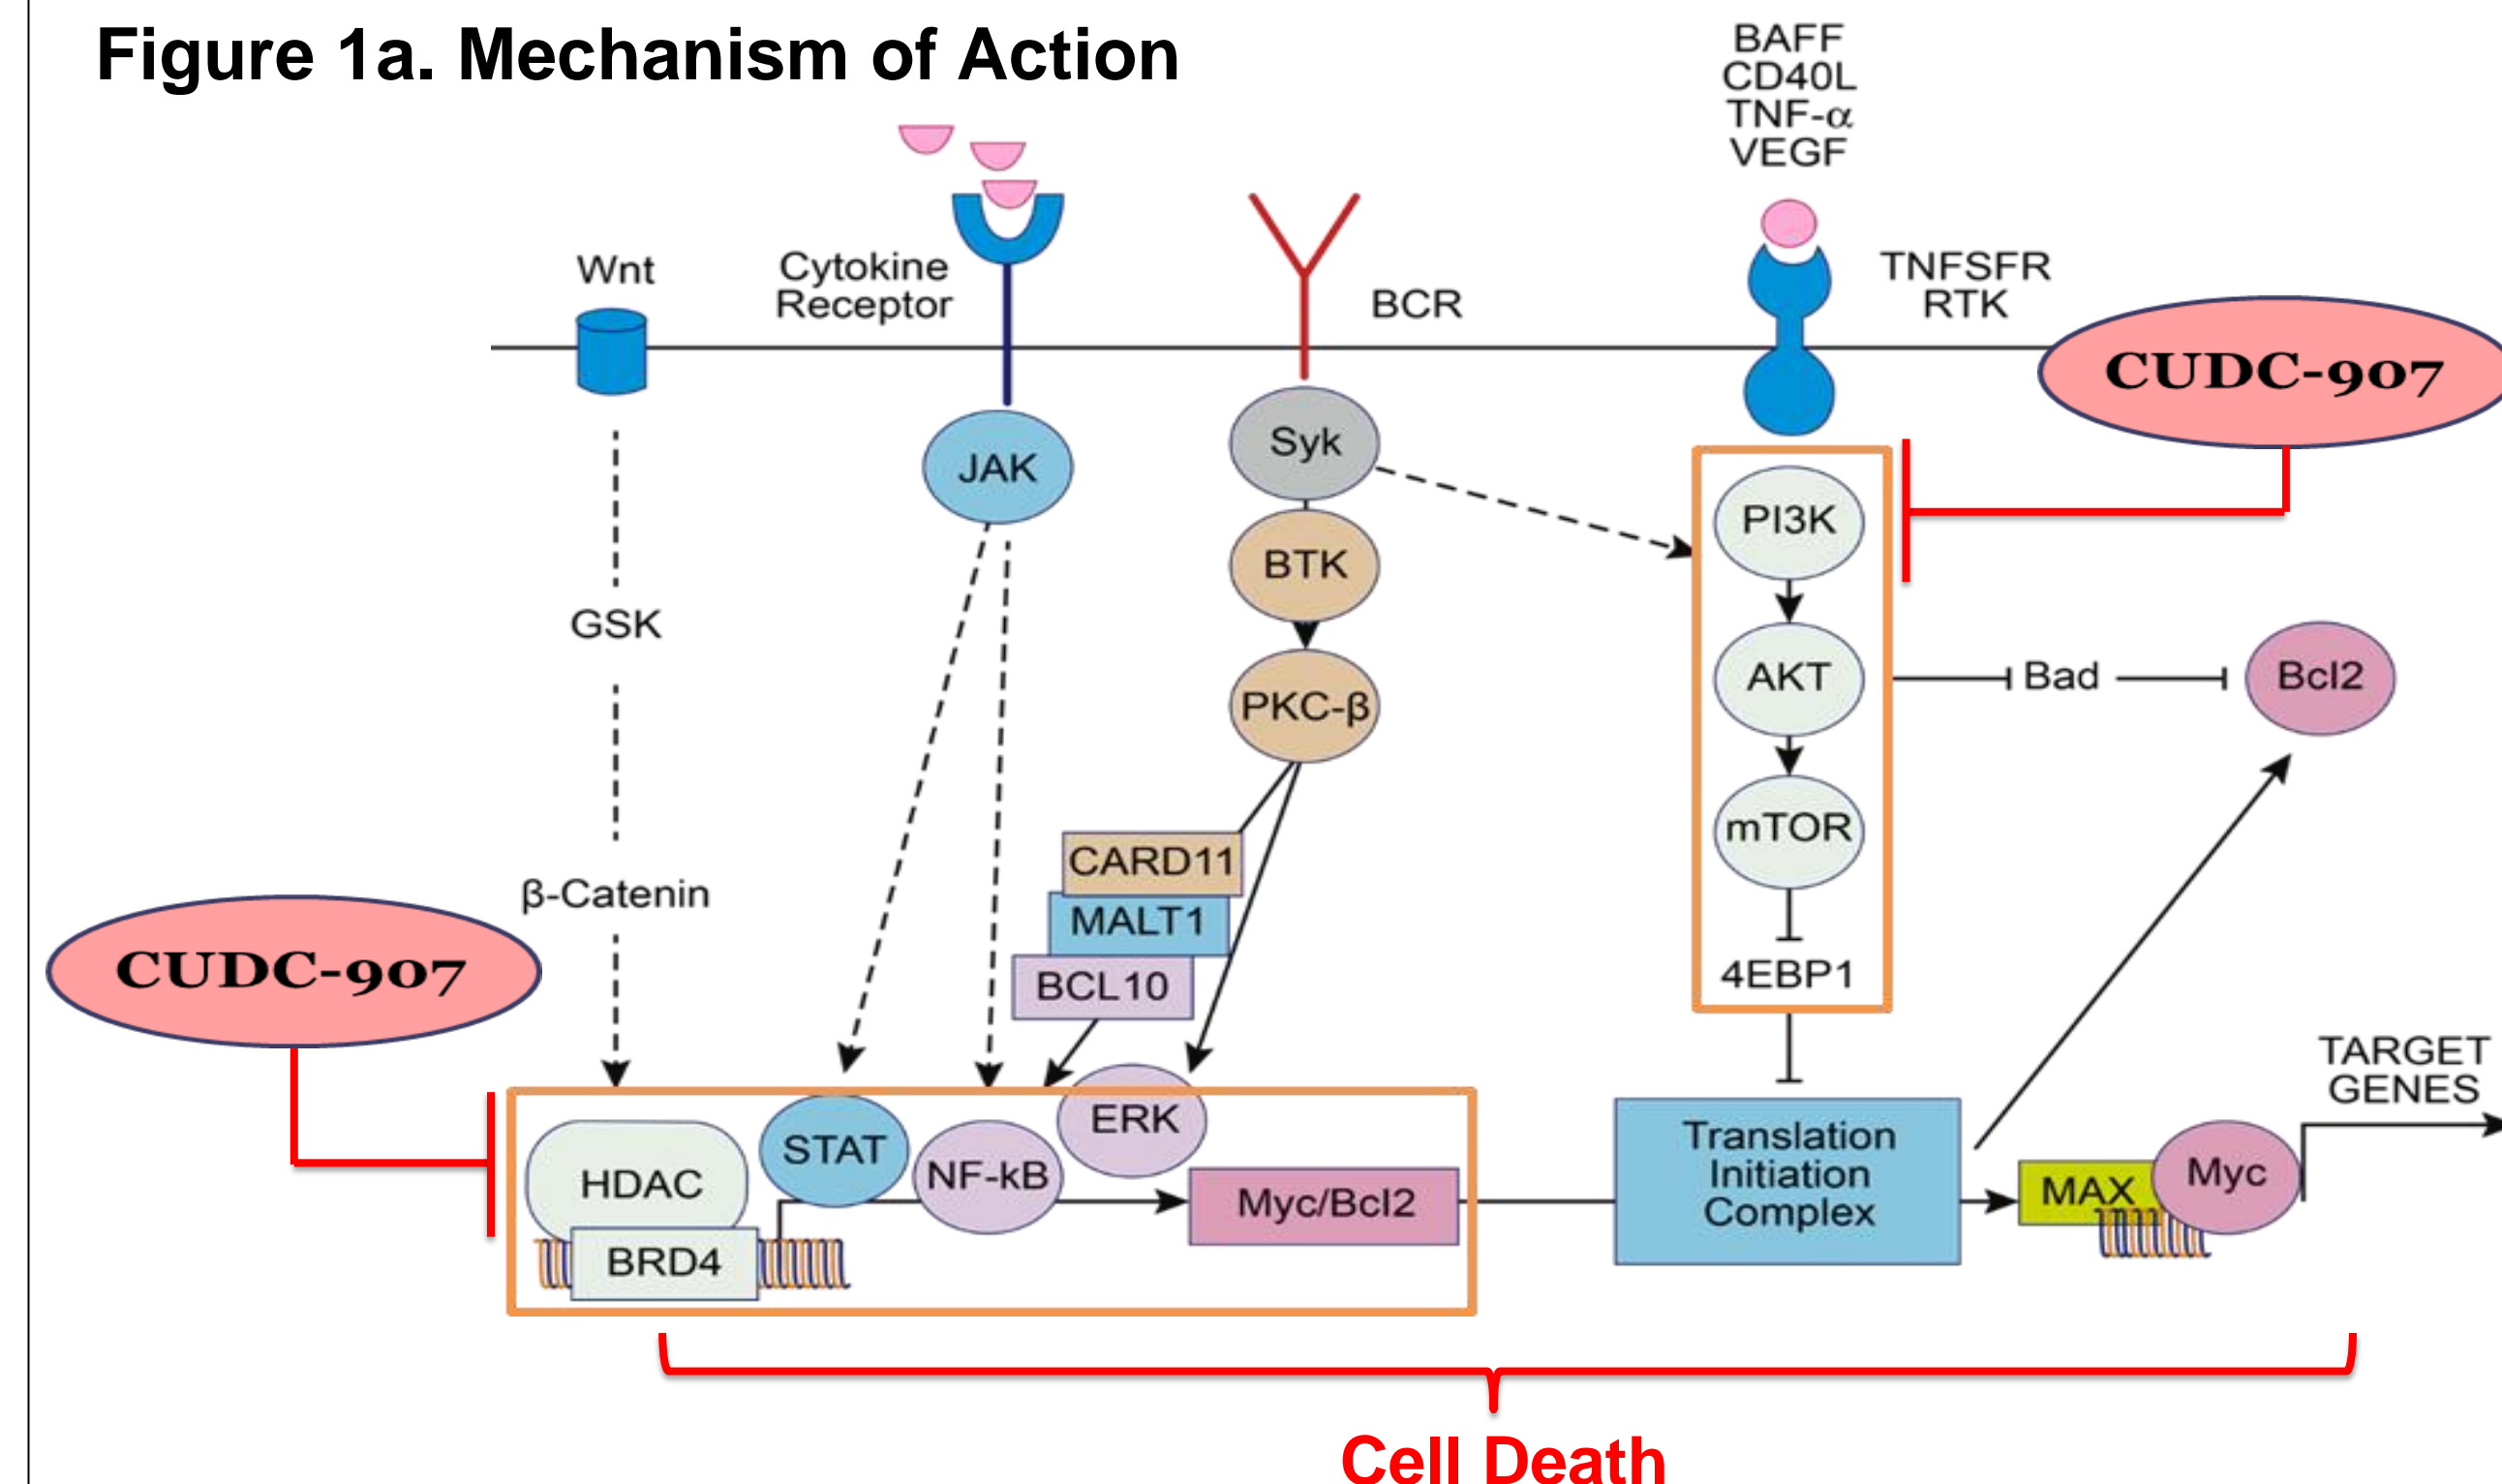 Figure 1a. Mechanism of Action
BAFF
CD40L
TNF-α
VEGF
Wnt
Cytokine
Receptor
BCR
TNFSFR
RTK
CUDC-907
JAK
Syk
BTK
PKC-β
PI3K
AKT
mTOR
4EBP1
Bad
Bcl2
GSK
β-Catenin
CARD11
MALT1
BCL10
CUDC-907
HDAC
BRD4
STAT
NF-kB
ERK
Myc/Bcl2
Translation
Initiation
Complex
MAX
Myc
TARGET
GENES
Cell Death